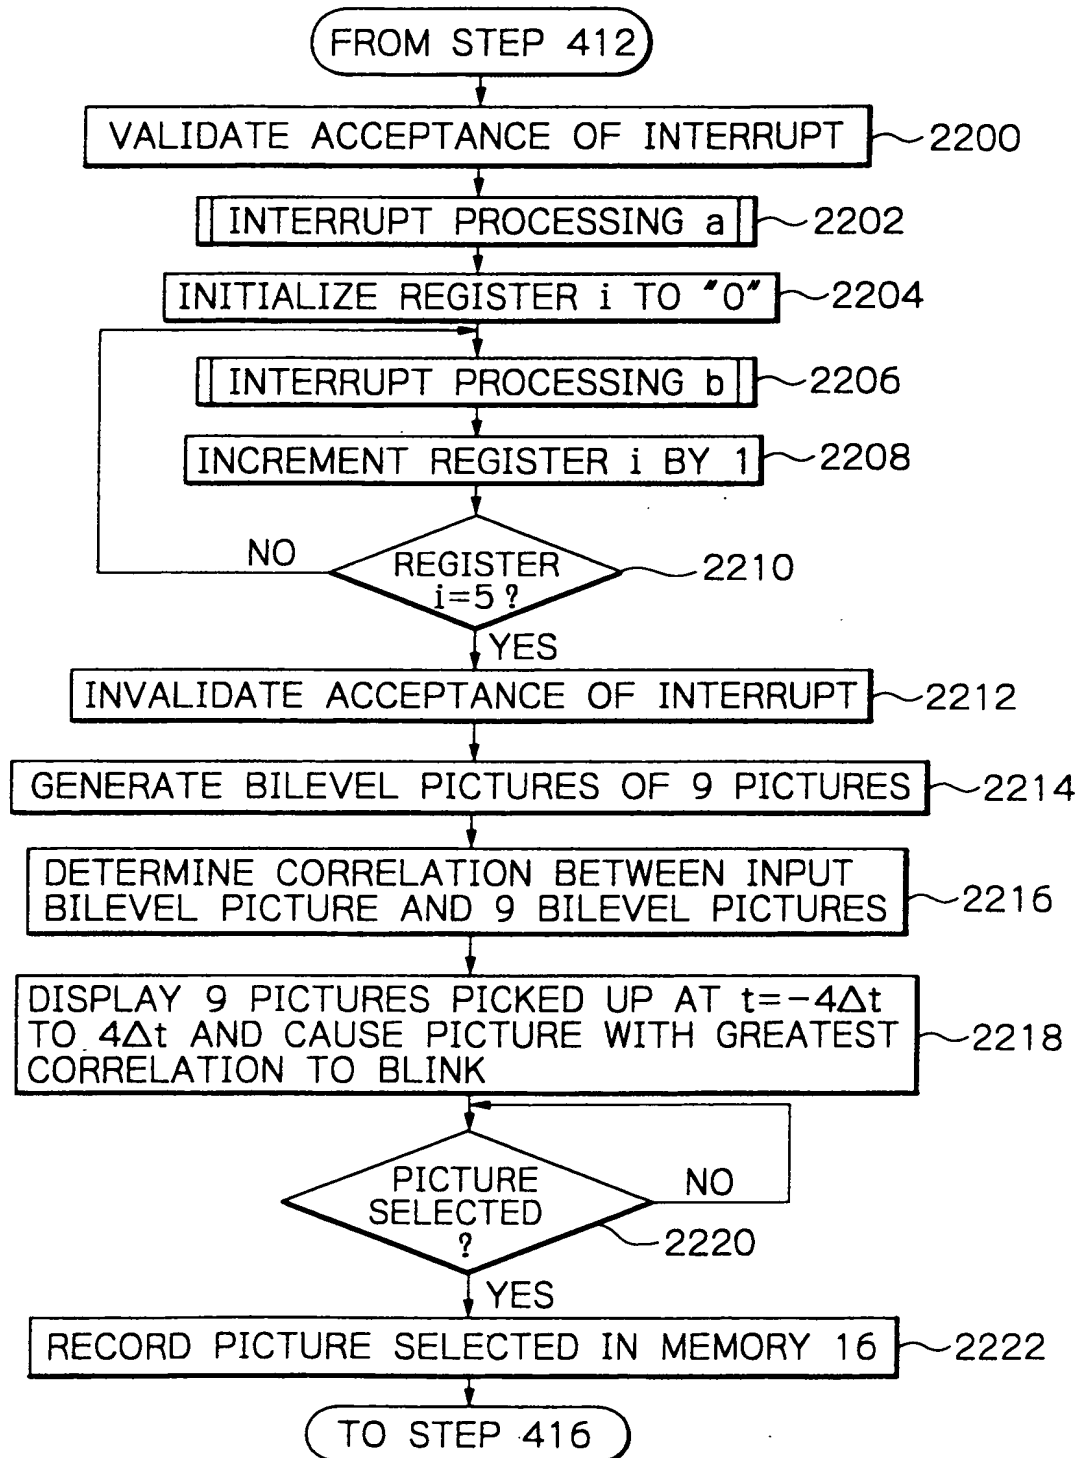 FROM STEP 412
VALIDATE ACCEPTANCE OF INTERRUPT
2200
INTERRUPT PROCESSING a
2202
INITIALIZE REGISTER i TO "0"
2204
INTERRUPT PROCESSING b
2206
INCREMENT REGISTER i BY 1
2208
NO
REGISTER
i=5?
2210
YES
INVALIDATE ACCEPTANCE OF INTERRUPT
2212
GENERATE BILEVEL PICTURES OF 9 PICTURES
2214
DETERMINE CORRELATION BETWEEN INPUT
BILEVEL PICTURE AND 9 BILEVEL PICTURES
2216
DISPLAY 9 PICTURES PICKED UP AT t=-4Δt
TO 4Δt AND CAUSE PICTURE WITH GREATEST
CORRELATION TO BLINK
2218
PICTURE
SELECTED
?
NO
2220
YES
RECORD PICTURE SELECTED IN MEMORY 16
2222
TO STEP 416